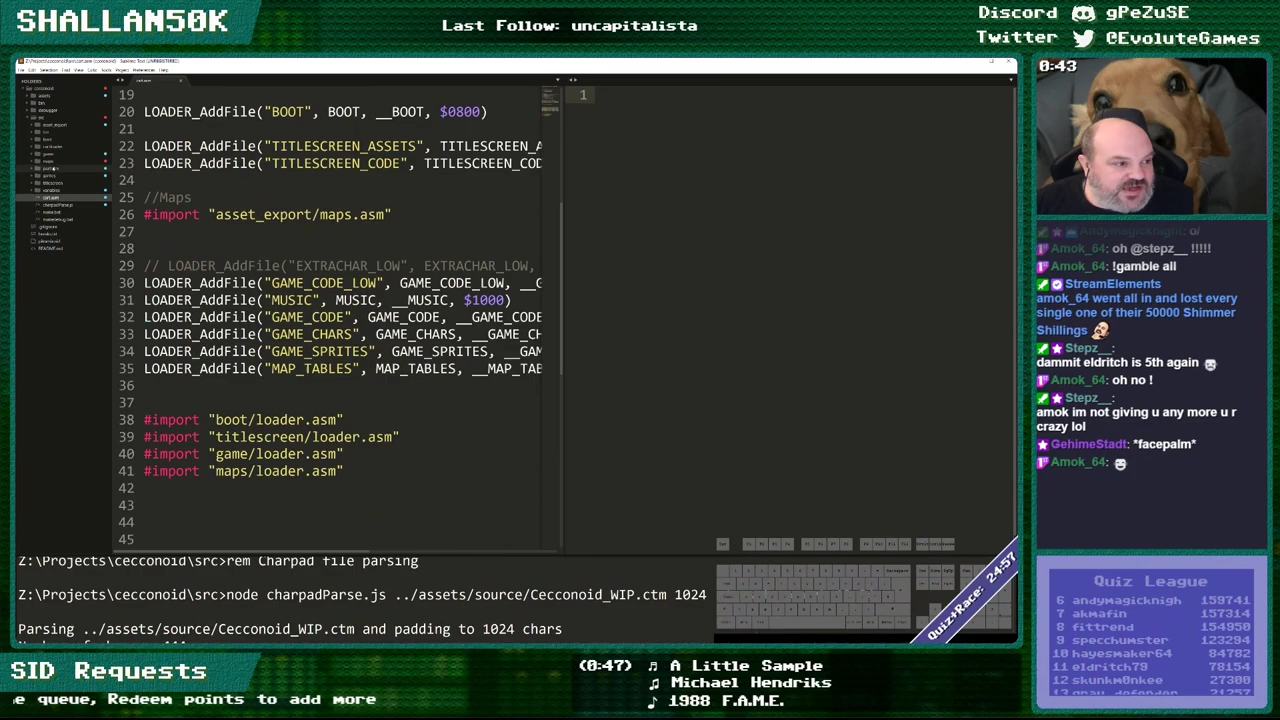 SHALLAN50K
Last Follow: uncapitalista
Discord gPeZuSE
Twitter @EvoluteGames
0:43
19
20 LOADER_AddFile("BOOT", BOOT, __BOOT, $0800)
21
22 LOADER_AddFile("TITLESCREEN_ASSETS", TITLESCREEN_A
23 LOADER_AddFile("TITLESCREEN_CODE", TITLESCREEN_COD
24
25 //Maps
26 #import "asset_export/maps.asm"
27
28
29 // LOADER_AddFile("EXTRACHAR_LOW", EXTRACHAR_LOW,
30 LOADER_AddFile("GAME_CODE_LOW", GAME_CODE_LOW, __G
31 LOADER_AddFile("MUSIC", MUSIC, __MUSIC, $1000)
32 LOADER_AddFile("GAME_CODE", GAME_CODE, __GAME_CODE
33 LOADER_AddFile("GAME_CHARS", GAME_CHARS, __GAME_CH
34 LOADER_AddFile("GAME_SPRITES", GAME_SPRITES, __GAM
35 LOADER_AddFile("MAP_TABLES", MAP_TABLES, __MAP_TAB
36
37
38 #import "boot/loader.asm"
39 #import "titlescreen/loader.asm"
40 #import "game/loader.asm"
41 #import "maps/loader.asm"
42
43
44
45
1
Z:\Projects\cecconoid\src>rem Charpad file parsing
Z:\Projects\cecconoid\src>node charpadParse.js ../assets/source/Cecconoid_WIP.ctm 1024
Parsing ../assets/source/Cecconoid_WIP.ctm and padding to 1024 chars
Quiz+Race: 24:57
Andymagicknight: o/
Amok_64: oh @stepz__ !!!!!
Amok_64: !gamble all
StreamElements:
amok_64 went all in and lost every
single one of their 50000 Shimmer
Shillings
Stepz__:
dammit eldritch is 5th again
Amok_64: oh no !
Stepz__:
amok im not giving u any more u r
crazy lol
GehimeStadt: *facepalm*
Amok_64:
Quiz League
6 andymagicknigh 159741
7 akmafin 157314
8 fittrend 154950
9 specchumster 123294
10 hayesmaker64 84782
11 eldritch79 78154
12 skunkm0nkee 27300
13 gray_defender 21257
SID Requests
e queue, Redeem points to add more
(0:47) A Little Sample
Michael Hendriks
1988 F.A.M.E.